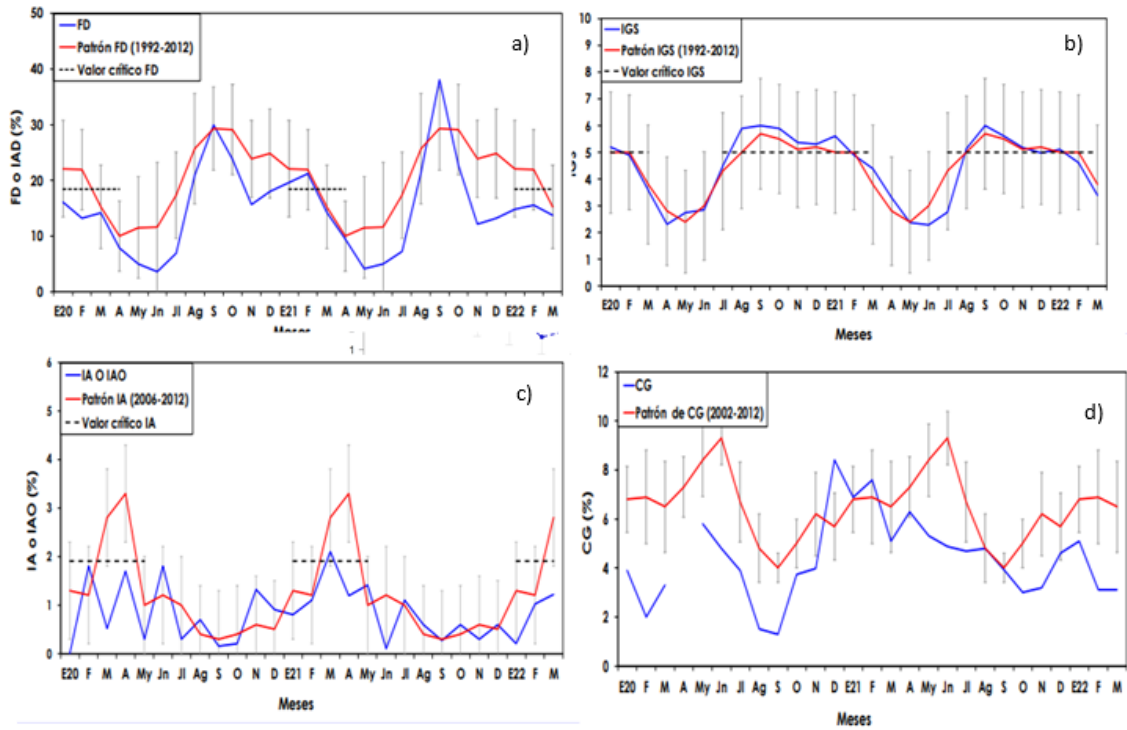 50
40
30
20
10
0
FD o IAD (%)
FD
Patrón FD (1992-2012)
Valor crítico FD
a)
E20 F M A My Jn Jl Ag S O N D E21 F M A My Jn Jl Ag S O N D E22 F M
Meses
10
9
8
7
6
5
4
3
2
1
0
IGS
IGS
Patrón IGS (1992-2012)
Valor crítico IGS
b)
E20 F M A My Jn Jl Ag S O N D E21 F M A My Jn Jl Ag S O N D E22 F M
Meses
1
6
5
4
3
2
1
0
IA o IAO (%)
IA O IAO
Patrón IA (2006-2012)
Valor crítico IA
c)
E20 F M A My Jn Jl Ag S O N D E21 F M A My Jn Jl Ag S O N D E22 F M
Meses
12
10
8
6
4
2
0
CG (%)
CG
Patrón de CG (2002-2012)
d)
E20 F M A My Jn Jl Ag S O N D E21 F M A My Jn Jl Ag S O N D E22 F M
Meses